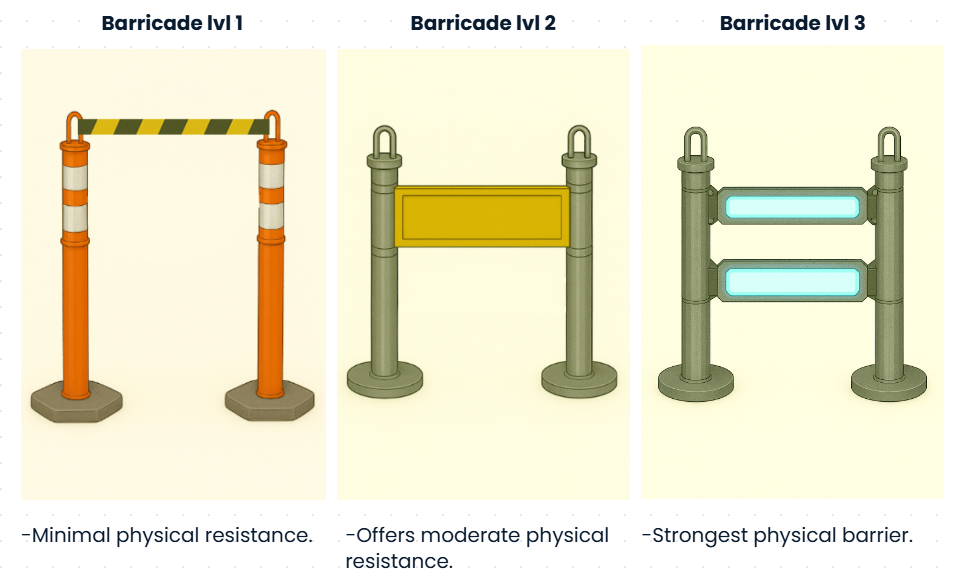 Barricade lvl 1
Barricade lvl 2
Barricade lvl 3
-Minimal physical resistance.
-Offers moderate physical
resistance.
-Strongest physical barrier.